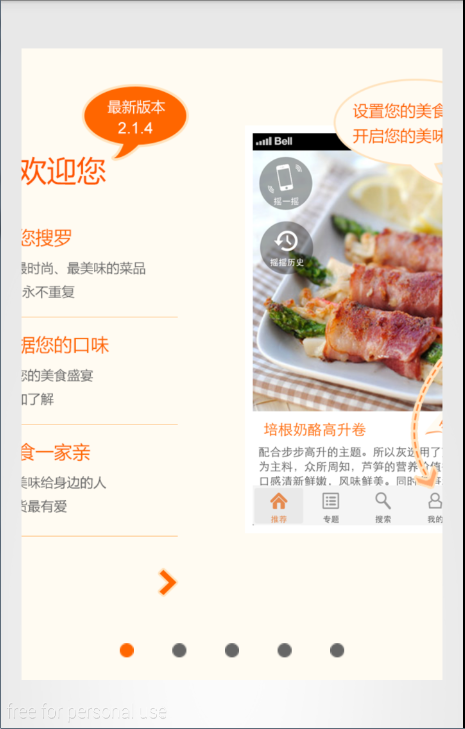 最新版本
2.1.4
欢迎您
您搜罗
最时尚、最美味的菜品
永不重复
据您的口味
您的美食盛宴
了解
食一家亲
美味给身边的人
最有爱
设置您的美食
开启您的美味
Bell
摇一摇
摇摇历史
培根奶酪高升卷
配合步步高升的主题。所以灰选用了
为主料，众所周知，芦笋的营养价值
口感清新鲜嫩，风味鲜美。同时
推荐
专题
搜索
我的
free for personal use